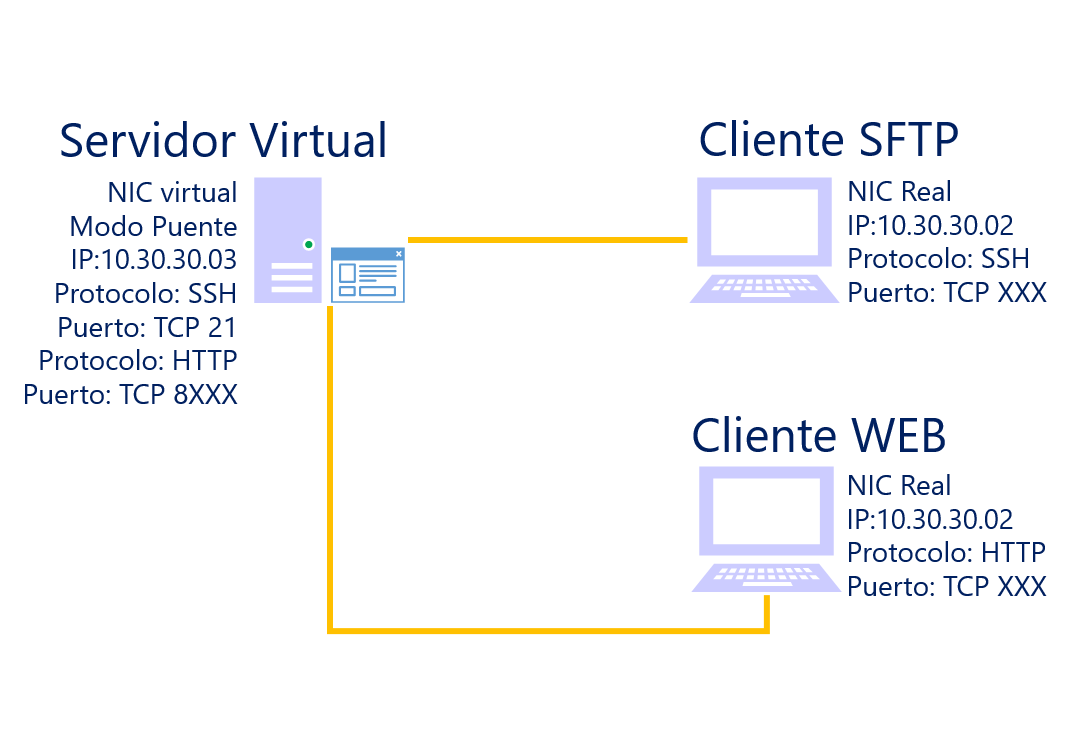 Servidor Virtual
NIC virtual
Modo Puente
IP:10.30.30.03
Protocolo: SSH
Puerto: TCP 21
Protocolo: HTTP
Puerto: TCP 8XXX
Cliente SFTP
NIC Real
IP:10.30.30.02
Protocolo: SSH
Puerto: TCP XXX
Cliente WEB
NIC Real
IP:10.30.30.02
Protocolo: HTTP
Puerto: TCP XXX